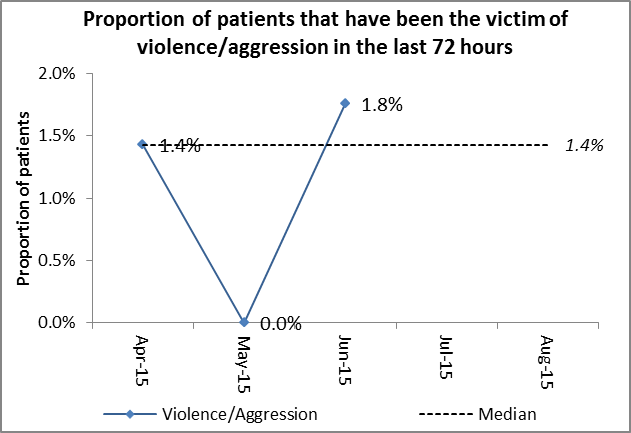 Proportion of patients that have been the victim of
violence/aggression in the last 72 hours
Proportion of patients
2.0%
1.5%
1.0%
0.5%
0.0%
1.4%
0.0%
1.8%
1.4%
Apr-15
May-15
Jun-15
Jul-15
Aug-15
Violence/Aggression
Median